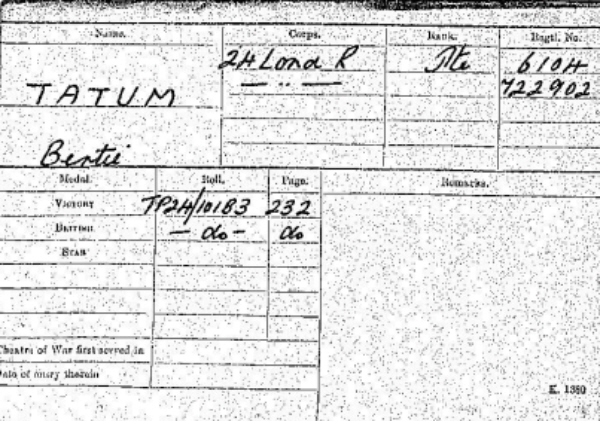 Name. Corps. Rank. Regtl. No.
24 Lond R Pte 6104
TATUM — " — 722902
Bertie
Medal. Roll. Page. Remarks.
VICTORY TP24/101B3 232
BRITISH - do - do
STAR
Theatre of War first served in
Date of entry therein
K. 1380